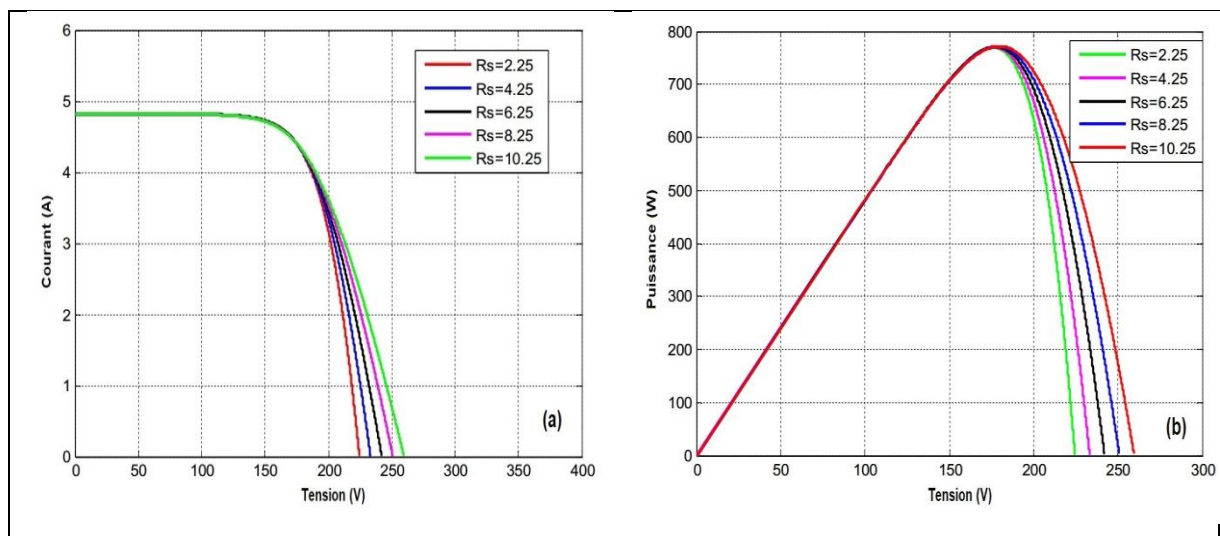 6
5
4
3
2
1
0
0 50 100 150 200 250 300 350 400
Courant (A)
Tension (V)
Rs=2.25
Rs=4.25
Rs=6.25
Rs=8.25
Rs=10.25
(a)
800
700
600
500
400
300
200
100
0
0 50 100 150 200 250 300
Puissance (W)
Tension (V)
Rs=2.25
Rs=4.25
Rs=6.25
Rs=8.25
Rs=10.25
(b)